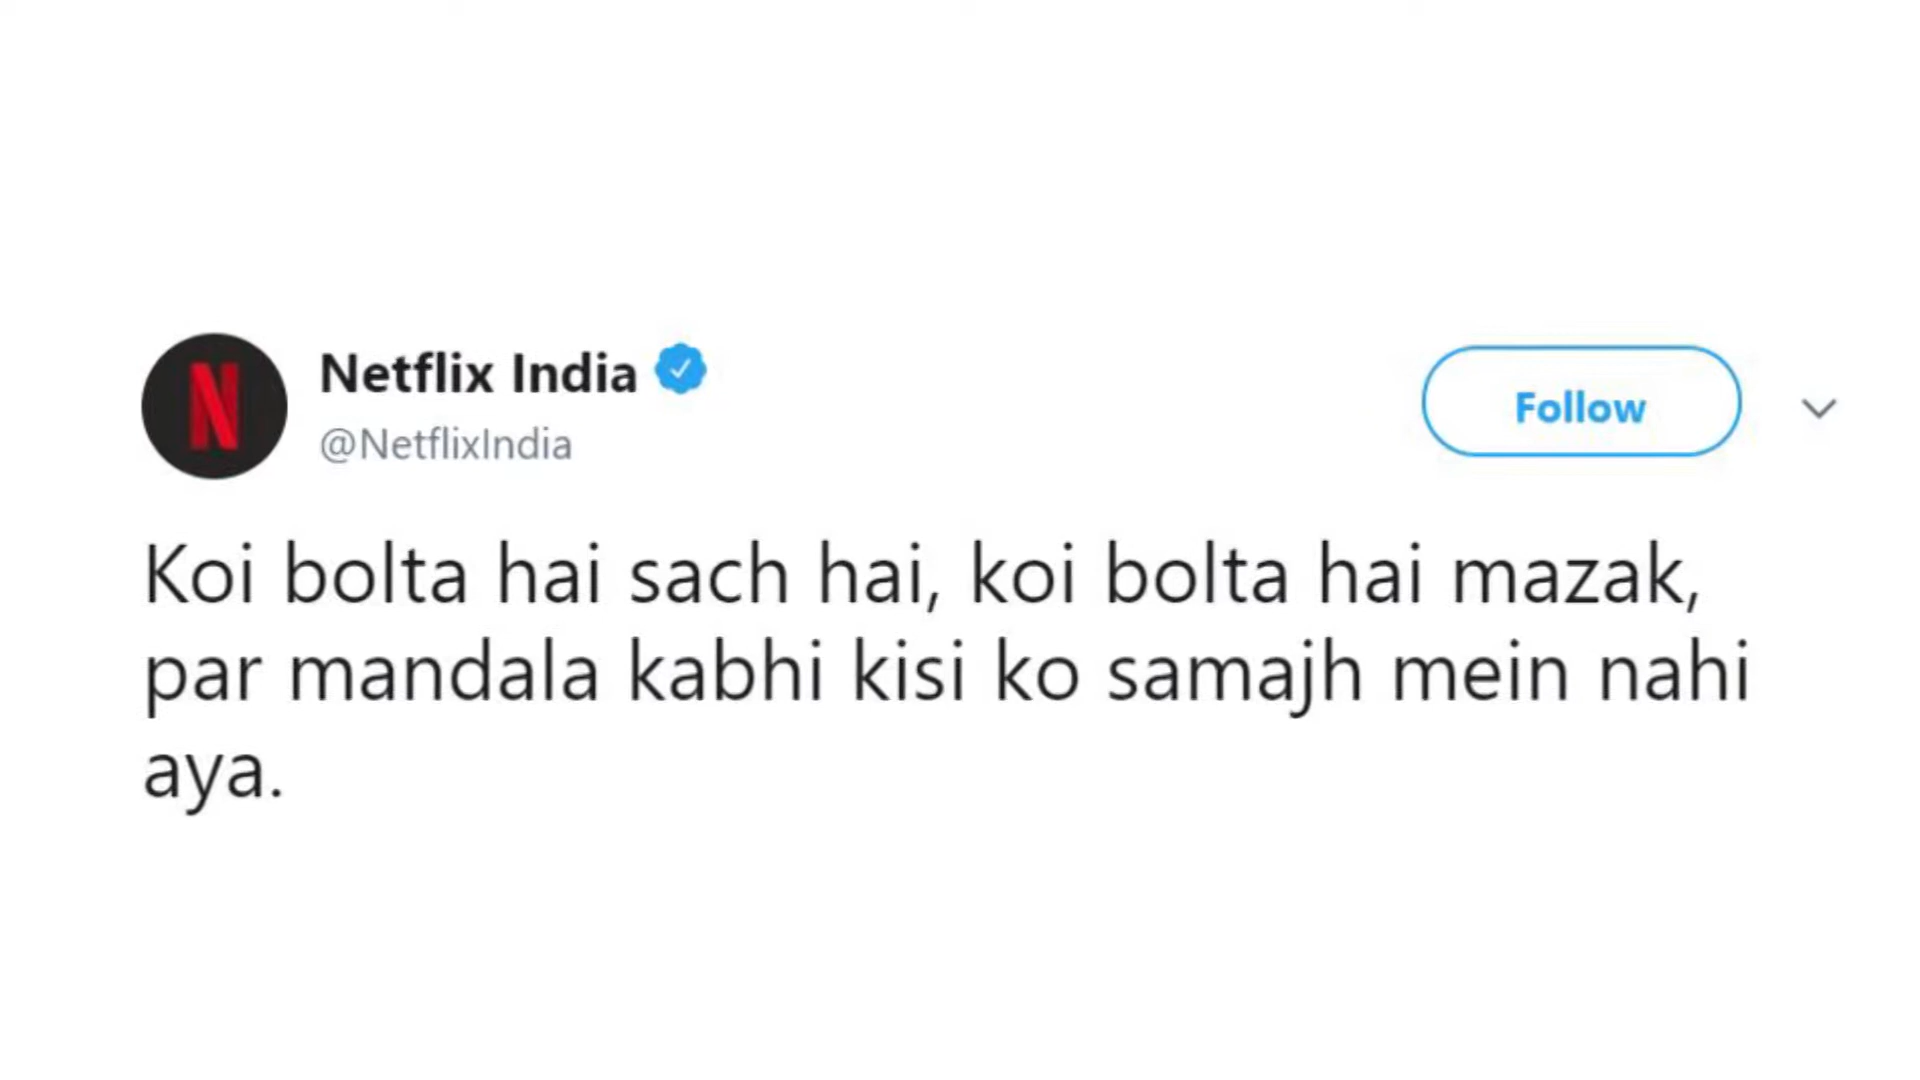 Netflix India
@NetflixIndia
Follow
Koi bolta hai sach hai, koi bolta hai mazak,
par mandala kabhi kisi ko samajh mein nahi
aya.